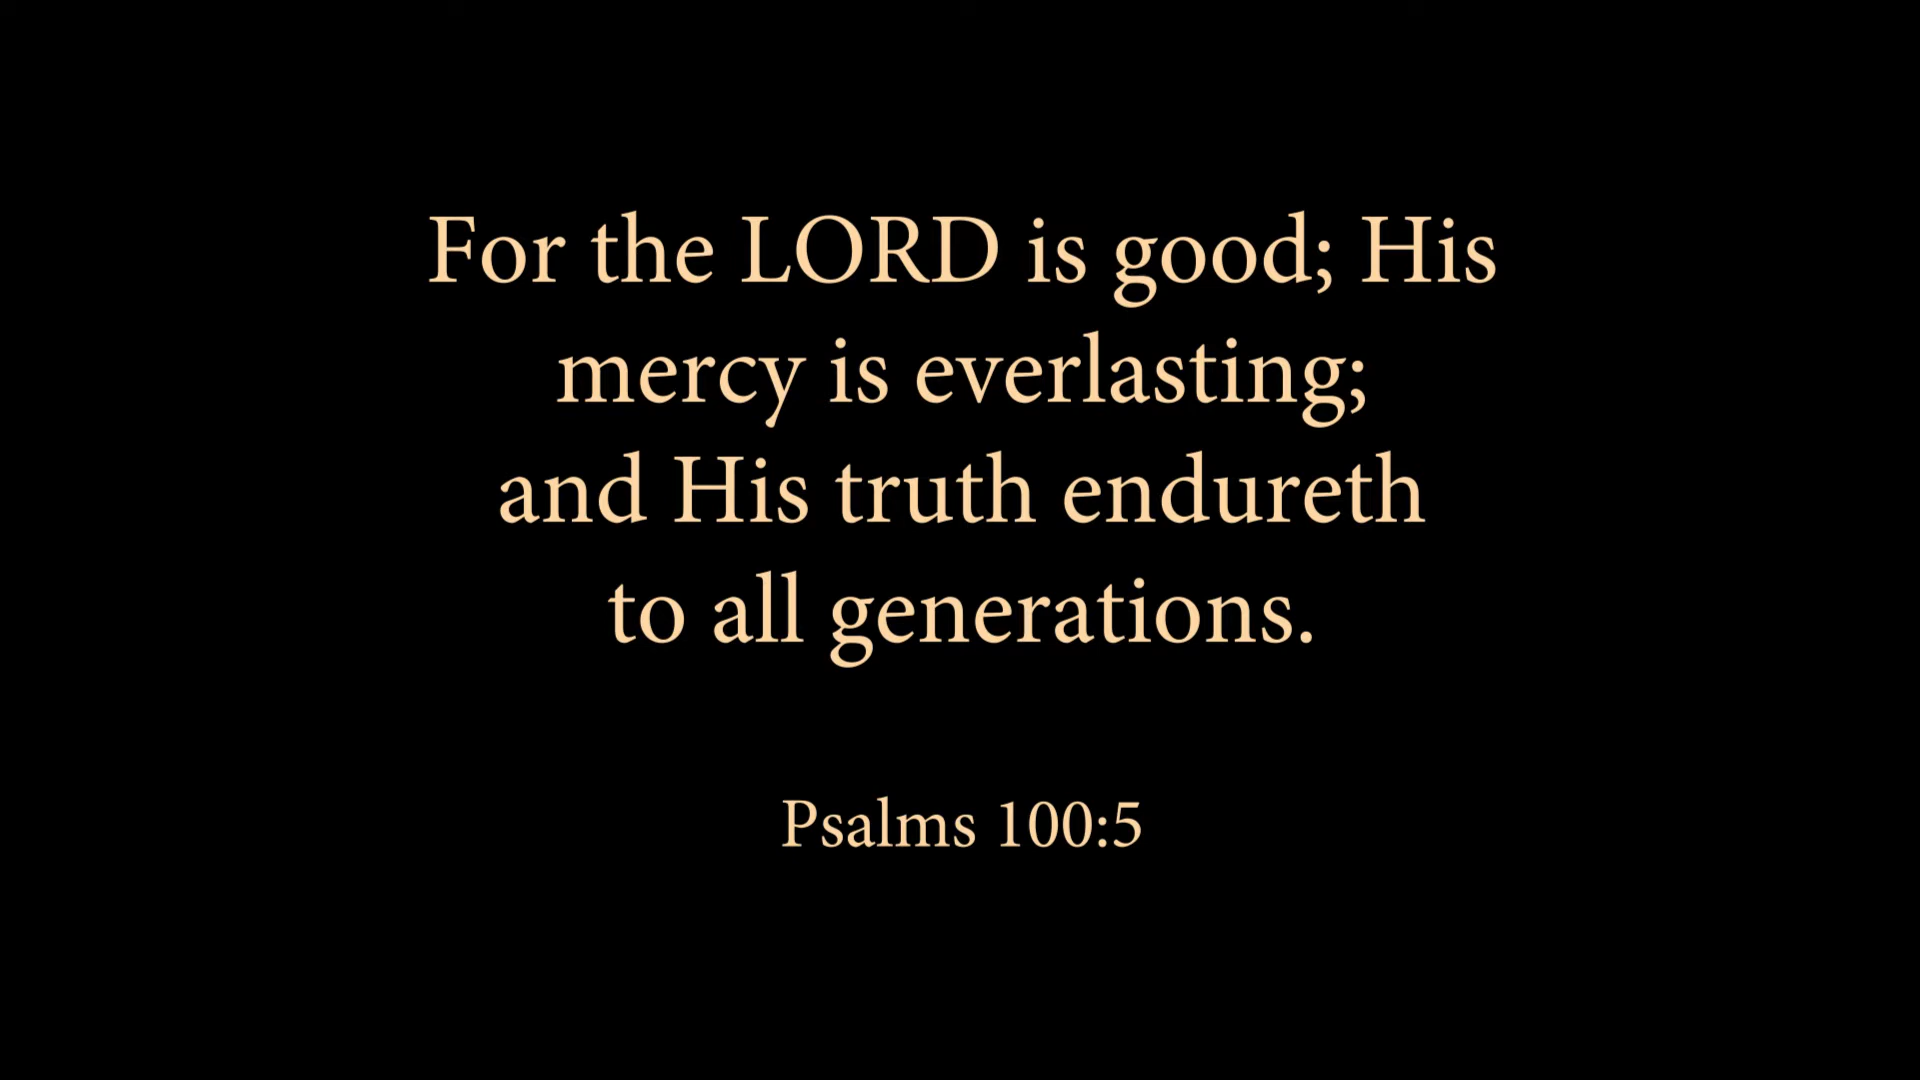 For the LORD is good; His
mercy is everlasting;
and His truth endureth
to all generations.
Psalms 100:5